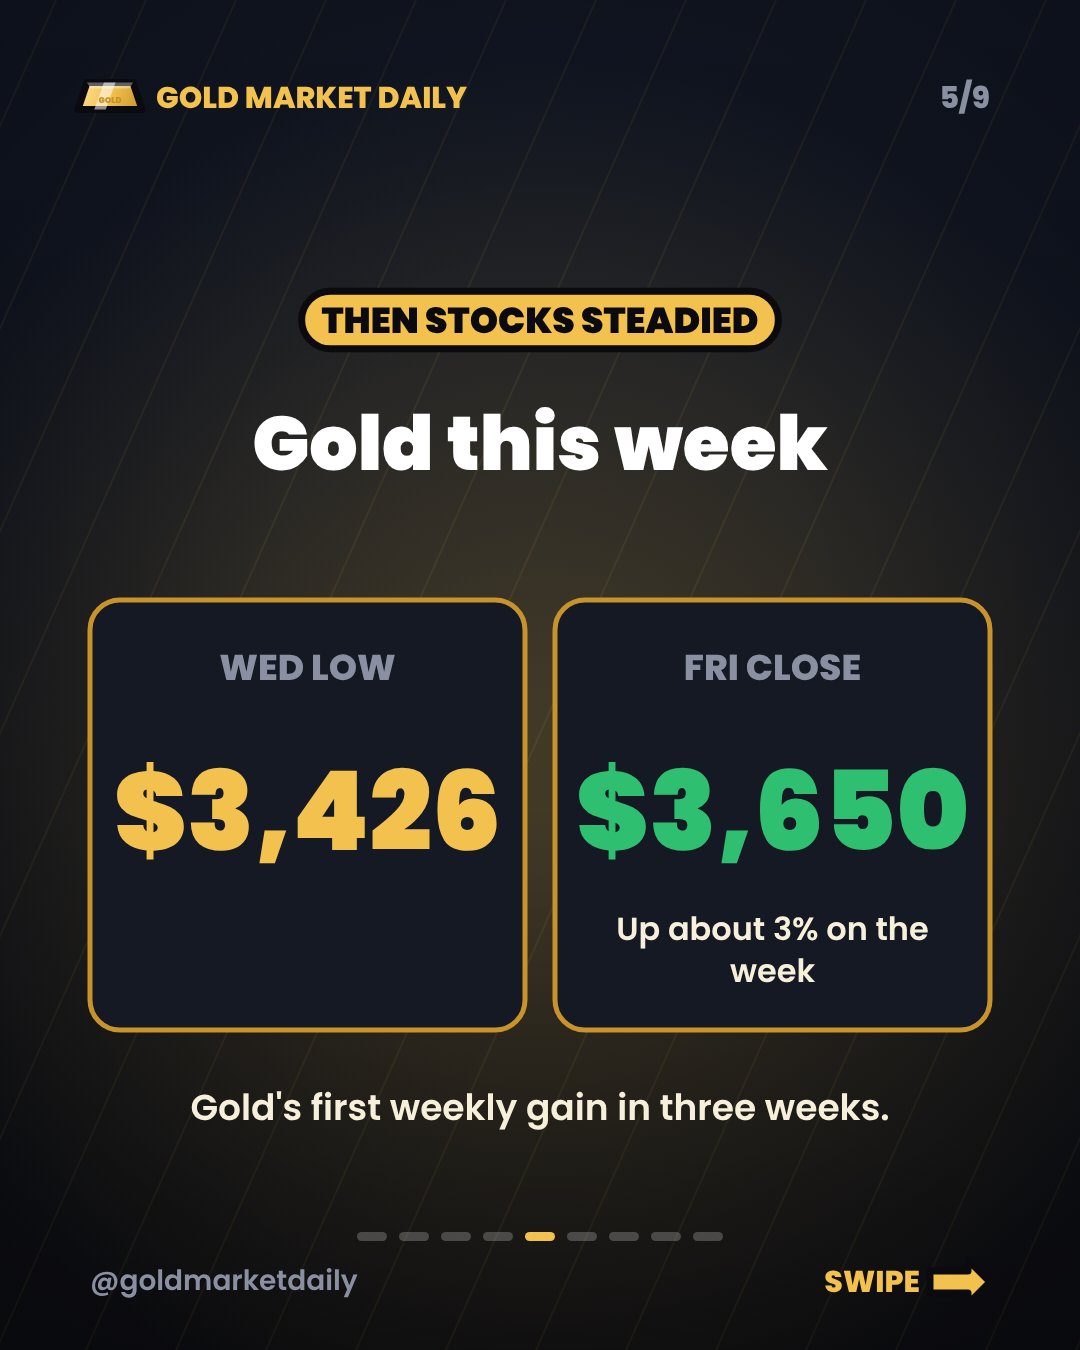 GOLD
GOLD MARKET DAILY
5/9
THEN STOCKS STEADIED
Gold this week
WED LOW
$3,426
FRI CLOSE
$3,650
Up about 3% on the
week
Gold's first weekly gain in three weeks.
@goldmarketdaily
SWIPE